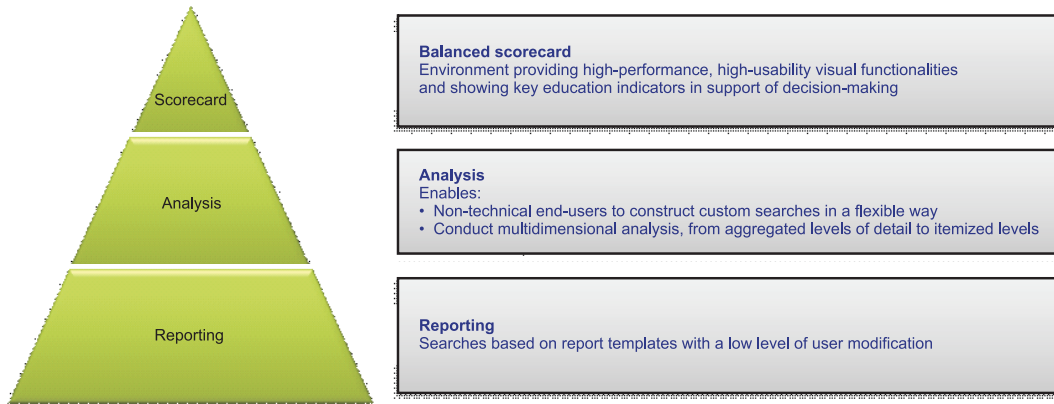 Scorecard
Balanced scorecard
Environment providing high-performance, high-usability visual functionalities
and showing key education indicators in support of decision-making
Analysis
Analysis
Enables:
• Non-technical end-users to construct custom searches in a flexible way
• Conduct multidimensional analysis, from aggregated levels of detail to itemized levels
Reporting
Reporting
Searches based on report templates with a low level of user modification